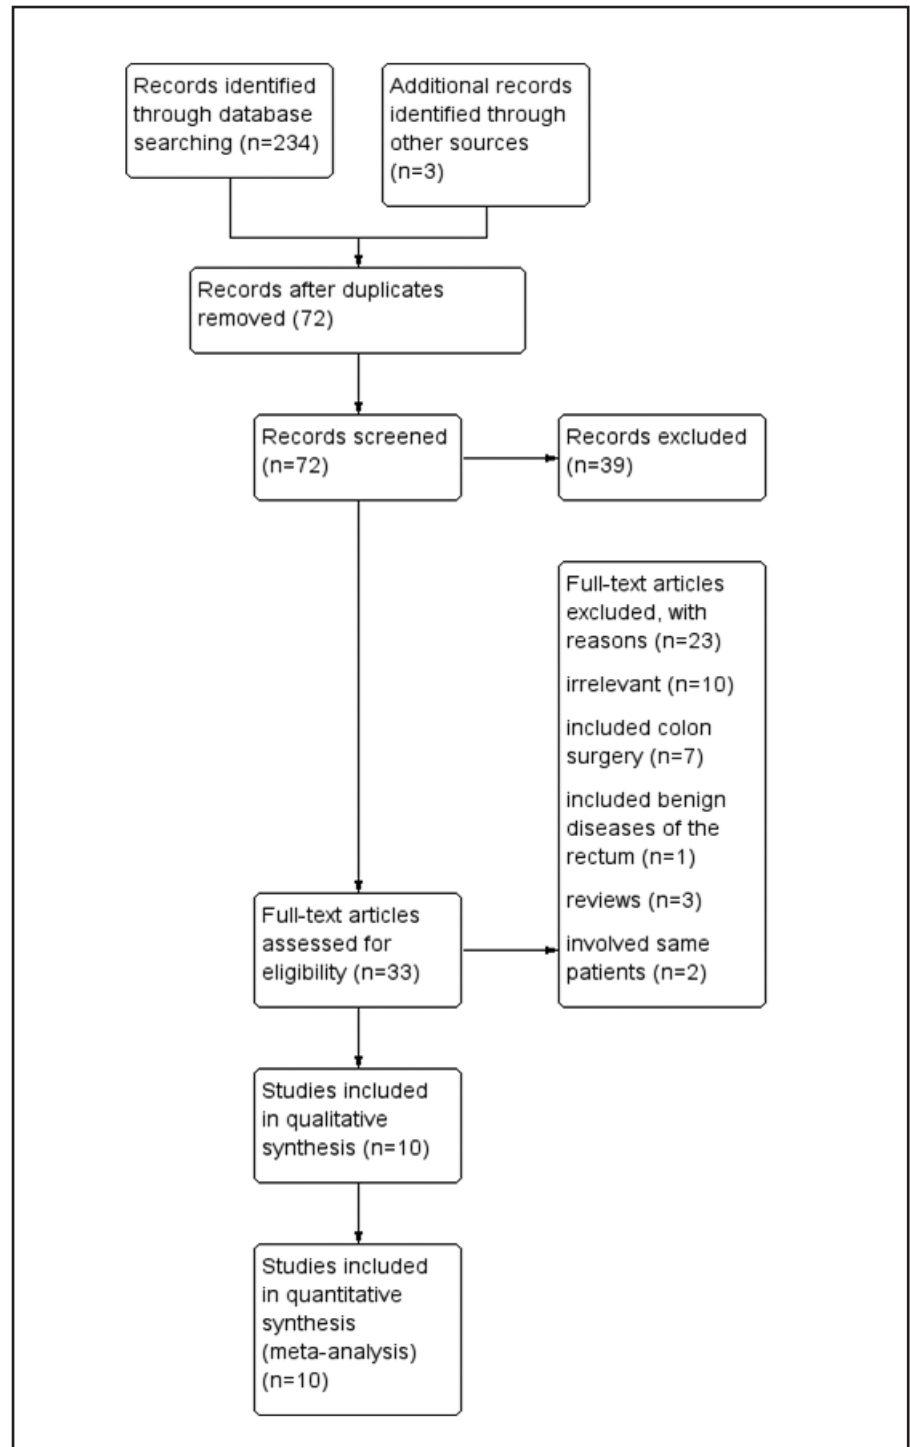 Records identified
through database
searching (n=234)
Additional records
identified through
other sources
(n=3)
Records after duplicates
removed (72)
Records screened
(n=72)
Records excluded
(n=39)
Full-text articles
excluded, with
reasons (n=23)
irrelevant (n=10)
included colon
surgery (n=7)
included benign
diseases of the
rectum (n=1)
reviews (n=3)
involved same
patients (n=2)
Full-text articles
assessed for
eligibility (n=33)
Studies included
in qualitative
synthesis (n=10)
Studies included
in quantitative
synthesis
(meta-analysis)
(n=10)